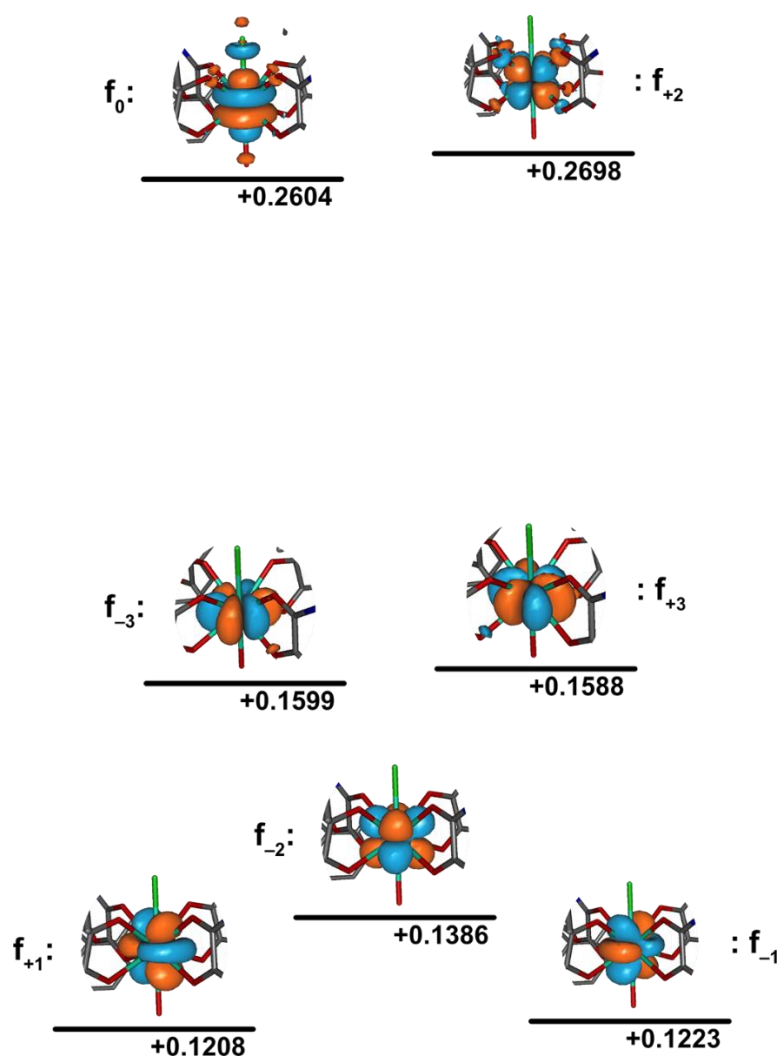 f₀:
: f₊₂
+0.2604
+0.2698
f₋₃:
: f₊₃
+0.1599
+0.1588
f₋₂:
+0.1386
f₊₁:
: f₋₁
+0.1208
+0.1223